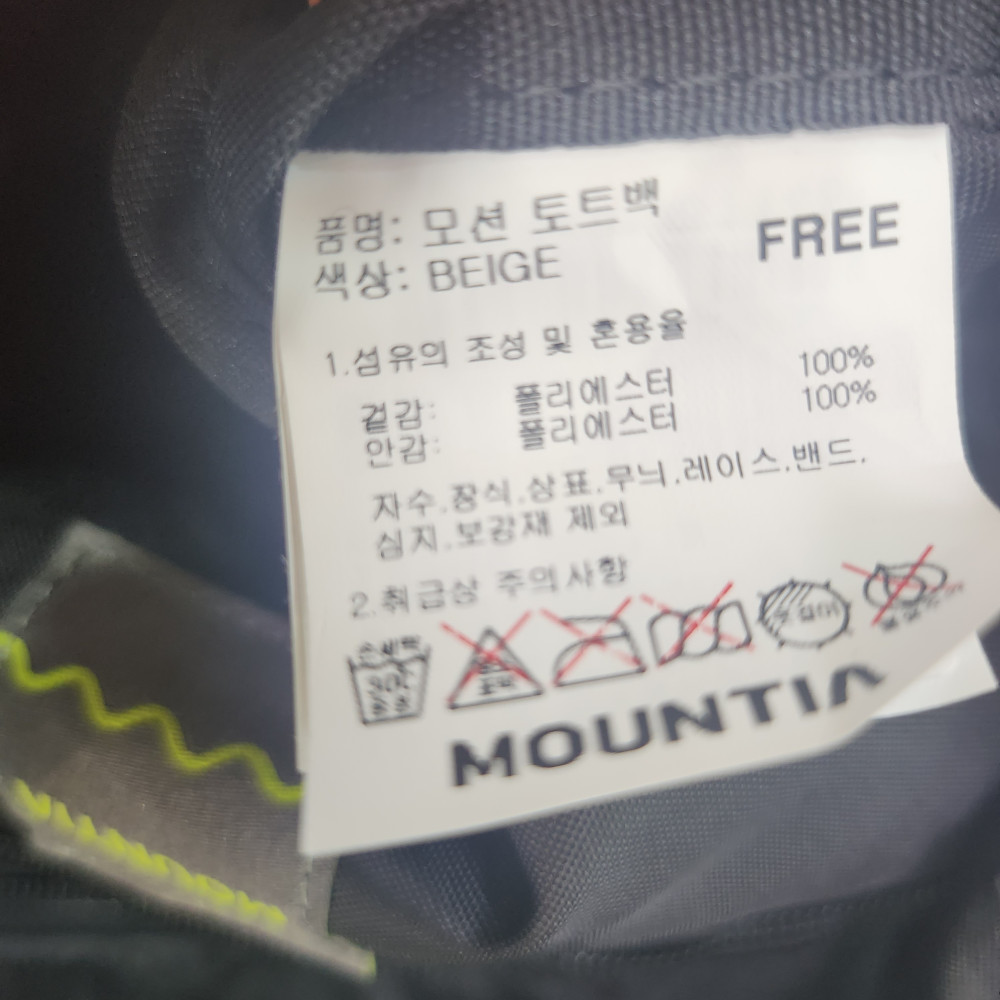 품명: 모션 토트백
FREE
색상: BEIGE
1.섬유의 조성 및 혼용율
겉감: 폴리에스터 100%
안감: 폴리에스터 100%
자수.장식.상표.무늬.레이스.밴드.
심지.보강재 제외
2.취급상 주의사항
손세탁
MOUNTIA